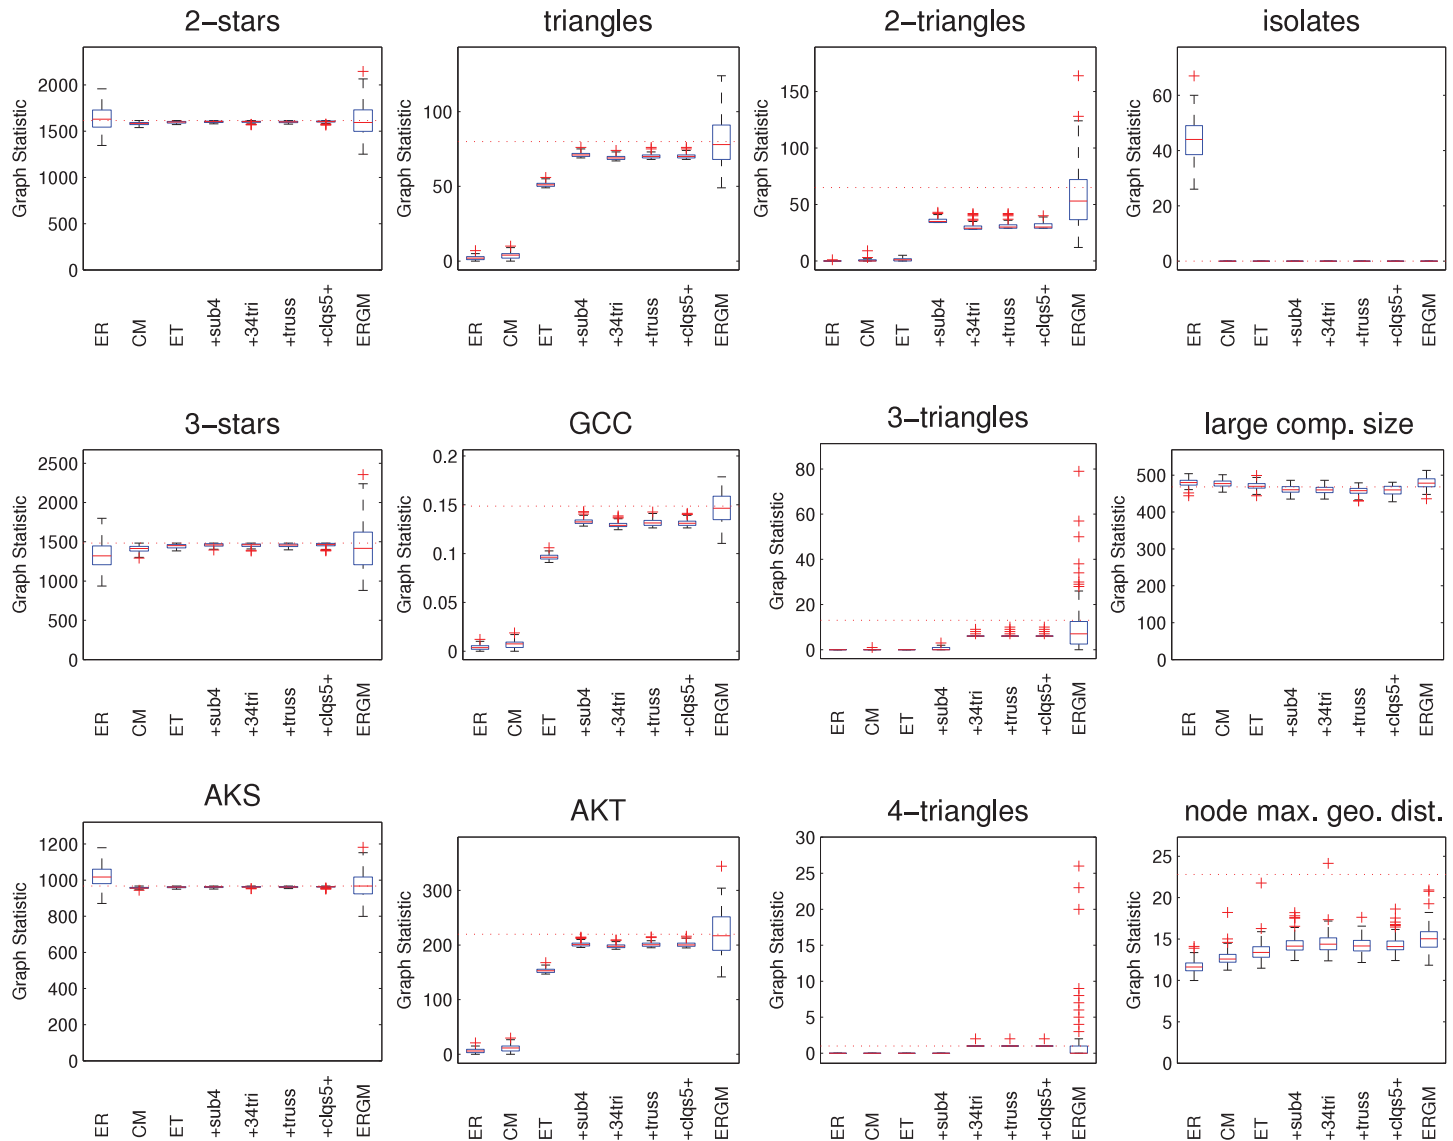 2−stars
Graph Statistic
2000
1500
1000
500
0
ER
CM
ET
+sub4
+34tri
+truss
+clqs5+
ERGM
triangles
Graph Statistic
100
50
0
ER
CM
ET
+sub4
+34tri
+truss
+clqs5+
ERGM
2−triangles
Graph Statistic
150
100
50
0
ER
CM
ET
+sub4
+34tri
+truss
+clqs5+
ERGM
isolates
Graph Statistic
60
40
20
0
ER
CM
ET
+sub4
+34tri
+truss
+clqs5+
ERGM
3−stars
Graph Statistic
2500
2000
1500
1000
500
0
ER
CM
ET
+sub4
+34tri
+truss
+clqs5+
ERGM
GCC
Graph Statistic
0.2
0.15
0.1
0.05
0
ER
CM
ET
+sub4
+34tri
+truss
+clqs5+
ERGM
3−triangles
Graph Statistic
80
60
40
20
0
ER
CM
ET
+sub4
+34tri
+truss
+clqs5+
ERGM
large comp. size
Graph Statistic
500
400
300
200
100
0
ER
CM
ET
+sub4
+34tri
+truss
+clqs5+
ERGM
AKS
Graph Statistic
1200
1000
800
600
400
200
0
ER
CM
ET
+sub4
+34tri
+truss
+clqs5+
ERGM
AKT
Graph Statistic
300
200
100
0
ER
CM
ET
+sub4
+34tri
+truss
+clqs5+
ERGM
4−triangles
Graph Statistic
30
25
20
15
10
5
0
ER
CM
ET
+sub4
+34tri
+truss
+clqs5+
ERGM
node max. geo. dist.
Graph Statistic
25
20
15
10
5
0
ER
CM
ET
+sub4
+34tri
+truss
+clqs5+
ERGM